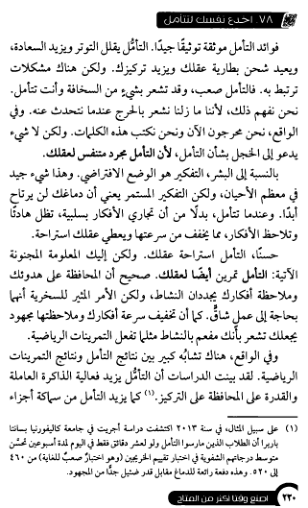 ٧٨. اخدع نفسك لتتأمل
فوائد التأمل موثقة توثيقًا جيدًا. التأمُّل يقلل التوتر ويزيد السعادة،
ويعيد شحن بطارية عقلك ويزيد تركيزك. ولكن هناك مشكلات
ترتبط به. فالتأمل صعب، وقد تشعر بشيءٍ من السخافة وأنت تتأمل.
نحن نفهم ذلك، لأننا ما زلنا نشعر بالحرج عندما نتحدث عنه. وفي
الواقع، نحن محرجون الآن ونحن نكتب هذه الكلمات. ولكن لا شيء
يدعو إلى الخجل بشأن التأمل، لأن التأمل مجرد متنفس لعقلك.
بالنسبة إلى البشر، التفكير هو الوضع الافتراضي. وهذا شيء جيد
في معظم الأحيان، ولكن التفكير المستمر يعني أن دماغك لن يرتاح
أبدًا. وعندما تتأمل، بدلًا من أن تجاري الأفكار بسلبية، تظل هادئًا
وتلاحظ الأفكار، مما يخفف من سرعتها ويعطي عقلك استراحة.
حسنًا، التأمل استراحة عقلك. ولكن إليك المعلومة المجنونة
الآتية: التأمل تمرين أيضًا لعقلك. صحيح أن المحافظة على هدوئك
وملاحظة أفكارك يجددان النشاط، ولكن الأمر المثير للسخرية أنهما
بحاجة إلى عملٍ شاقٍّ. كما أن تخفيف سرعة أفكارك وملاحظتها مجهود
يجعلك تشعر بأنك مفعم بالنشاط مثلما تفعل التمرينات الرياضية.
وفي الواقع، هناك تشابُه كبير بين نتائج التأمل ونتائج التمرينات
الرياضية. لقد بينت الدراسات أن التأمُّل يزيد فعالية الذاكرة العاملة
والقدرة على المحافظة على التركيز.(١) كما يزيد التأمل من سماكة أجزاء
(١) على سبيل المثال، في سنة ٢٠١٣ اكتشفت دراسة أجريت في جامعة كاليفورنيا بسانتا
باربرا أن الطلاب الذين مارسوا التأمل ولو لعشر دقائق فقط في اليوم لمدة أسبوعين تحسَّن
متوسط درجاتهم الشفوية في اختبار تقييم الخريجين (وهو اختبارٌ صعبٌ للغاية) من ٤٦٠
إلى ٥٢٠. وهذه دفعة رائعة للدماغ مقابل قدر ضئيل جدًا من المجهود.
٢٢٠ اصنع وقتا أكثر من المتاح